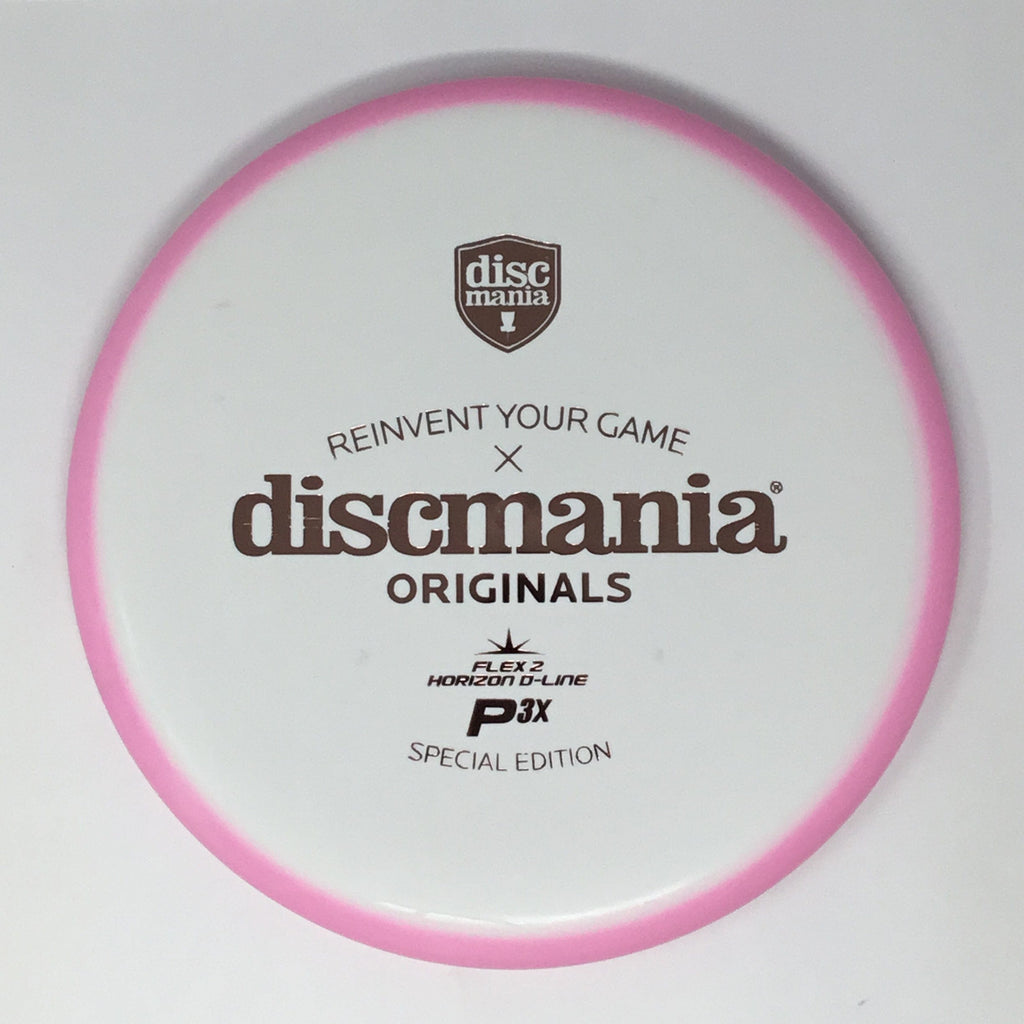 disc
mania
REINVENT YOUR GAME
X
discmania®
ORIGINALS
FLEX 2
HORIZON D-LINE
P3X
SPECIAL EDITION